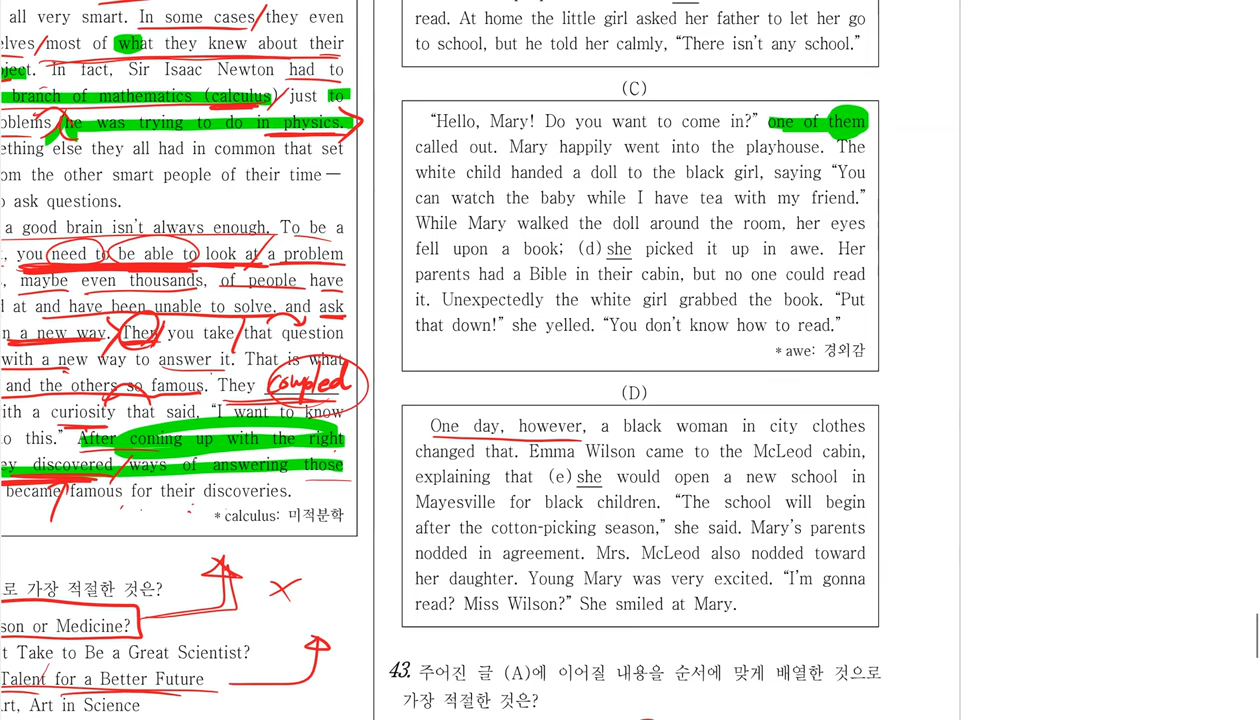 all very smart. In some cases they even
elves most of what they knew about their
ject. In fact, Sir Isaac Newton had to
branch of mathematics (calculus) just to
oblems he was trying to do in physics.
ething else they all had in common that set
om the other smart people of their time—
o ask questions.
a good brain isn't always enough. To be a
, you need to be able to look at a problem
, maybe even thousands, of people have
d at and have been unable to solve, and ask
n a new way. Then you take that question
with a new way to answer it. That is what
and the others so famous. They coupled
ith a curiosity that said, “I want to know
o this.” After coming up with the right
ey discovered ways of answering those
became famous for their discoveries.
* calculus: 미적분학
로 가장 적절한 것은?
son or Medicine?
t Take to Be a Great Scientist?
Talent for a Better Future
rt, Art in Science
read. At home the little girl asked her father to let her go
to school, but he told her calmly, “There isn't any school.”
(C)
“Hello, Mary! Do you want to come in?” one of them
called out. Mary happily went into the playhouse. The
white child handed a doll to the black girl, saying “You
can watch the baby while I have tea with my friend.”
While Mary walked the doll around the room, her eyes
fell upon a book; (d) she picked it up in awe. Her
parents had a Bible in their cabin, but no one could read
it. Unexpectedly the white girl grabbed the book. “Put
that down!” she yelled. “You don't know how to read.”
* awe: 경외감
(D)
One day, however, a black woman in city clothes
changed that. Emma Wilson came to the McLeod cabin,
explaining that (e) she would open a new school in
Mayesville for black children. “The school will begin
after the cotton-picking season,” she said. Mary's parents
nodded in agreement. Mrs. McLeod also nodded toward
her daughter. Young Mary was very excited. “I'm gonna
read? Miss Wilson?” She smiled at Mary.
43. 주어진 글 (A)에 이어질 내용을 순서에 맞게 배열한 것으로
가장 적절한 것은?